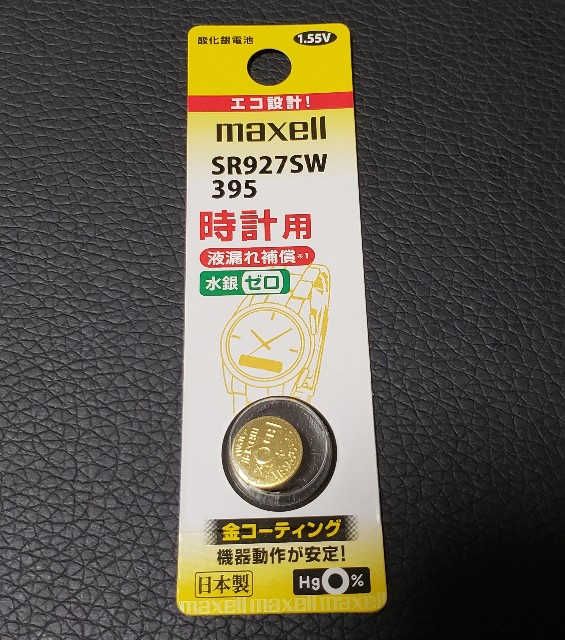 酸化銀電池
1.55V
エコ設計!
maxell
SR927SW
395
時計用
液漏れ補償※1
水銀ゼロ
金コーティング
機器動作が安定!
日本製
Hg0%
maxell maxell maxell